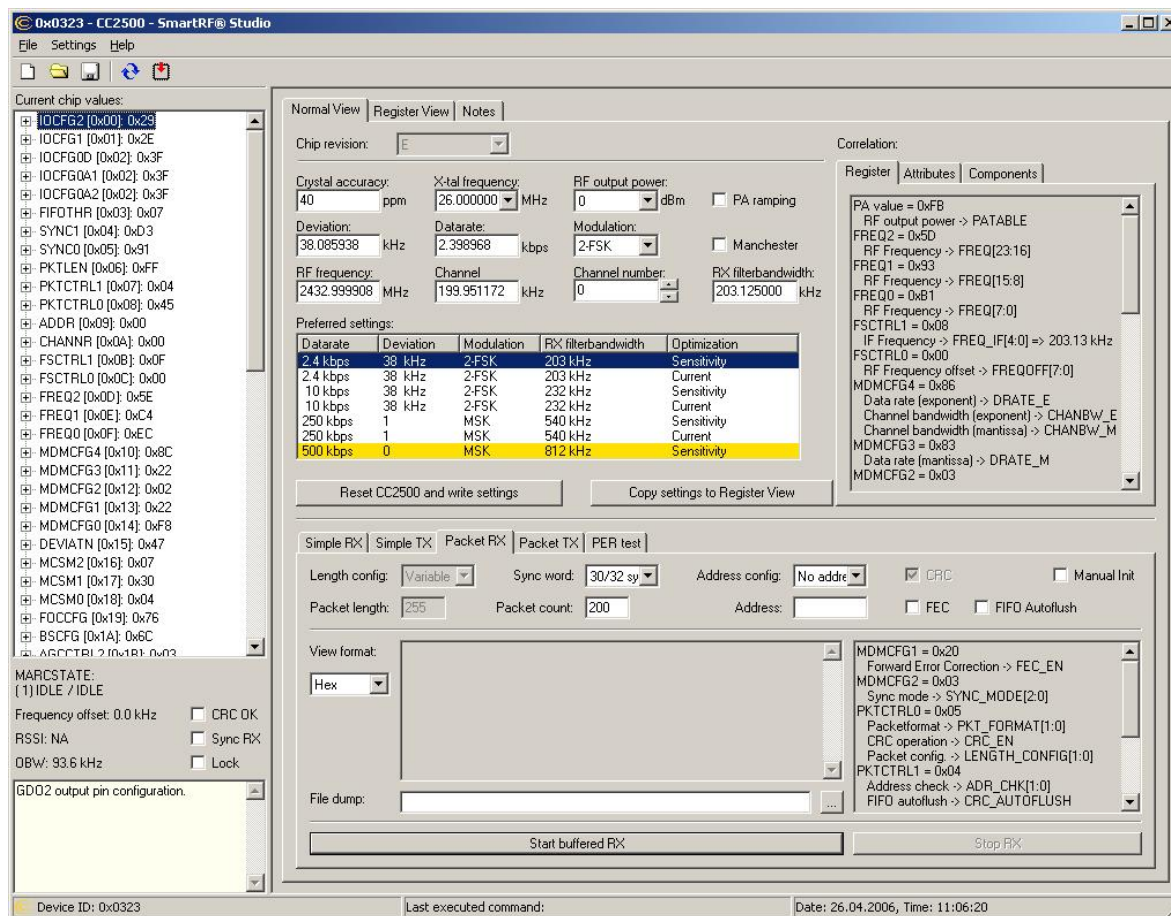 0x0323 - CC2500 - SmartRF® Studio
File Settings Help
Current chip values:
IOCFG2 [0x00]: 0x29
IOCFG1 [0x01]: 0x2E
IOCFG0D [0x02]: 0x3F
IOCFG0A1 [0x02]: 0x3F
IOCFG0A2 [0x02]: 0x3F
FIFOTHR [0x03]: 0x07
SYNC1 [0x04]: 0xD3
SYNC0 [0x05]: 0x91
PKTLEN [0x06]: 0xFF
PKTCTRL1 [0x07]: 0x04
PKTCTRL0 [0x08]: 0x45
ADDR [0x09]: 0x00
CHANNR [0x0A]: 0x00
FSCTRL1 [0x0B]: 0x0F
FSCTRL0 [0x0C]: 0x00
FREQ2 [0x0D]: 0x5E
FREQ1 [0x0E]: 0xC4
FREQ0 [0x0F]: 0xEC
MDMCFG4 [0x10]: 0x8C
MDMCFG3 [0x11]: 0x22
MDMCFG2 [0x12]: 0x02
MDMCFG1 [0x13]: 0x22
MDMCFG0 [0x14]: 0xF8
DEVIATN [0x15]: 0x47
MCSM2 [0x16]: 0x07
MCSM1 [0x17]: 0x30
MCSM0 [0x18]: 0x04
FOCCFG [0x19]: 0x76
BSCFG [0x1A]: 0x6C
AGCCTRL2 [0x1B]: 0x03
MARCSTATE:
(1) IDLE / IDLE
Frequency offset: 0.0 kHz CRC OK
RSSI: NA Sync RX
OBW: 93.6 kHz Lock
GDO2 output pin configuration.
Normal View Register View Notes
Chip revision: E
Crystal accuracy: X-tal frequency: RF output power:
40 ppm 26.000000 MHz 0 dBm PA ramping
Deviation: Datarate: Modulation:
38.085938 kHz 2.398968 kbps 2-FSK Manchester
RF frequency: Channel Channel number: RX filterbandwidth:
2432.999908 MHz 199.951172 kHz 0 203.125000 kHz
Preferred settings:
Datarate Deviation Modulation RX filterbandwidth Optimization
2.4 kbps 38 kHz 2-FSK 203 kHz Sensitivity
2.4 kbps 38 kHz 2-FSK 203 kHz Current
10 kbps 38 kHz 2-FSK 232 kHz Sensitivity
10 kbps 38 kHz 2-FSK 232 kHz Current
250 kbps 1 MSK 540 kHz Sensitivity
250 kbps 1 MSK 540 kHz Current
500 kbps 0 MSK 812 kHz Sensitivity
Reset CC2500 and write settings Copy settings to Register View
Correlation:
Register Attributes Components
PA value = 0xFB
RF output power -> PATABLE
FREQ2 = 0x5D
RF Frequency -> FREQ[23:16]
FREQ1 = 0x93
RF Frequency -> FREQ[15:8]
FREQ0 = 0xB1
RF Frequency -> FREQ[7:0]
FSCTRL1 = 0x08
IF Frequency -> FREQ_IF[4:0] => 203.13 kHz
FSCTRL0 = 0x00
RF Frequency offset -> FREQOFF[7:0]
MDMCFG4 = 0x86
Data rate (exponent) -> DRATE_E
Channel bandwidth (exponent) -> CHANBW_E
Channel bandwidth (mantissa) -> CHANBW_M
MDMCFG3 = 0x83
Data rate (mantissa) -> DRATE_M
MDMCFG2 = 0x03
Simple RX Simple TX Packet RX Packet TX PER test
Length config: Variable Sync word: 30/32 sy Address config: No addre CRC Manual Init
Packet length: 255 Packet count: 200 Address: FEC FIFO Autoflush
View format:
Hex
MDMCFG1 = 0x20
Forward Error Correction -> FEC_EN
MDMCFG2 = 0x03
Sync mode -> SYNC_MODE[2:0]
PKTCTRL0 = 0x05
Packetformat -> PKT_FORMAT[1:0]
CRC operation -> CRC_EN
Packet config. -> LENGTH_CONFIG[1:0]
PKTCTRL1 = 0x04
Address check -> ADR_CHK[1:0]
FIFO autoflush -> CRC_AUTOFLUSH
File dump: ...
Start buffered RX Stop RX
Device ID: 0x0323 Last executed command: Date: 26.04.2006, Time: 11:06:20